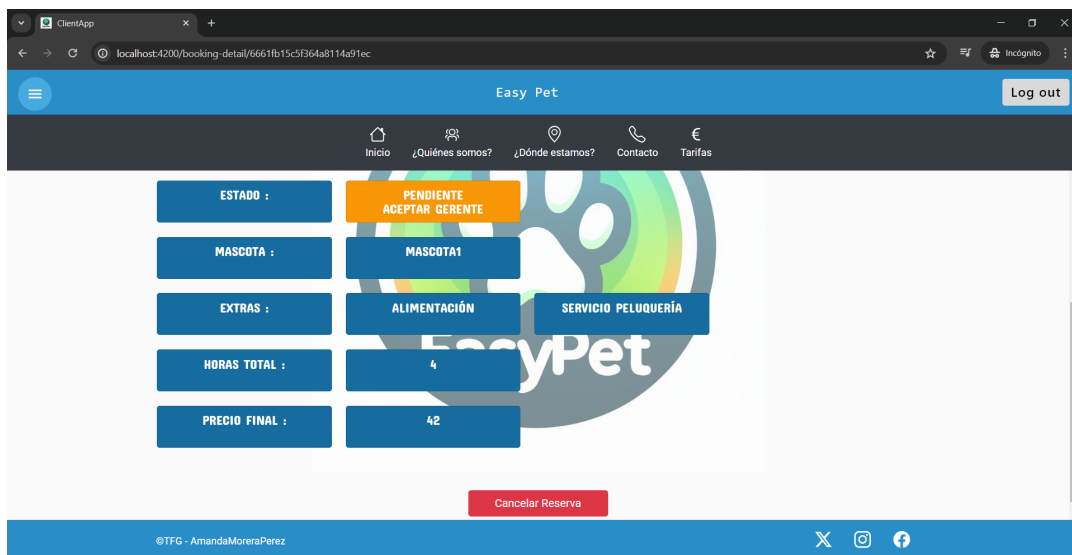 ClientApp
localhost:4200/booking-detail/6661fb15c5f364a8114a91ec
Incógnito
Easy Pet
Log out
Inicio
¿Quiénes somos?
¿Dónde estamos?
Contacto
€
Tarifas
ESTADO :
PENDIENTE
ACEPTAR GERENTE
MASCOTA :
MASCOTA1
EXTRAS :
ALIMENTACIÓN
SERVICIO PELUQUERÍA
EasyPet
HORAS TOTAL :
4
PRECIO FINAL :
42
Cancelar Reserva
©TFG - AmandaMoreraPerez